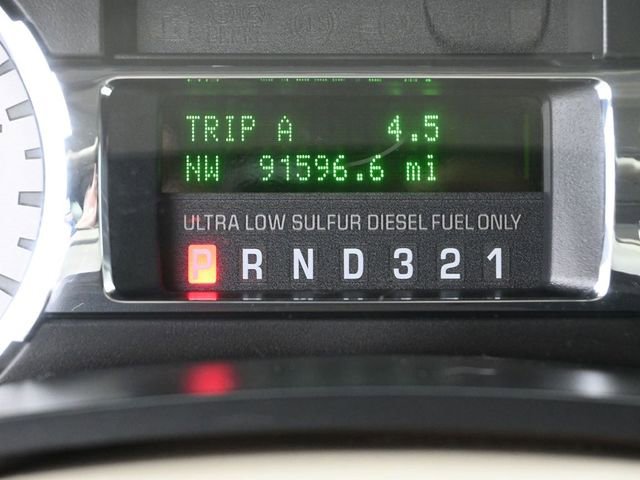 TRIP A 4.5
NW 91596.6 mi
ULTRA LOW SULFUR DIESEL FUEL ONLY
P R N D 3 2 1